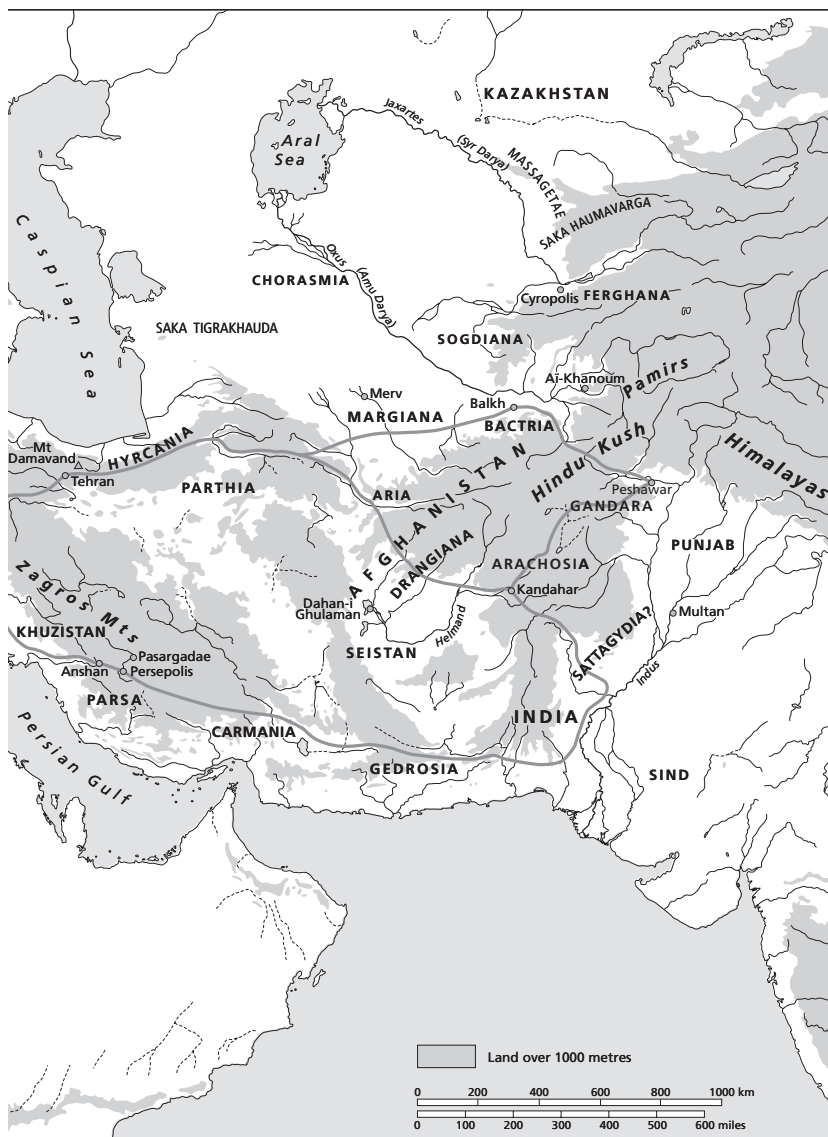 KAZAKHSTAN
Jaxartes
(Syr Darya)
Aral
Sea
MASSAGETAE
SAKA HAUMAVARGA
Caspian Sea
Oxus
(Amu Darya)
CHORASMIA
Cyropolis
FERGHANA
SAKA TIGRAKHAUDA
SOGDIANA
Aï-Khanoum
Pamirs
Merv
Balkh
MARGIANA
BACTRIA
Mt
Damavand
HYRCANIA
Hindu Kush
Himalayas
Tehran
PARTHIA
ARIA
Peshawar
GANDARA
AFGHANISTAN
DRANGIANA
PUNJAB
ARACHOSIA
Zagros Mts
Kandahar
Dahan-i
Ghulaman
Helmand
Multan
KHUZISTAN
SATTAGYDIA?
SEISTAN
Pasargadae
Anshan
Persepolis
Indus
PARSA
INDIA
CARMANIA
Persian Gulf
GEDROSIA
SIND
Land over 1000 metres
0 200 400 600 800 1000 km
0 100 200 300 400 500 600 miles